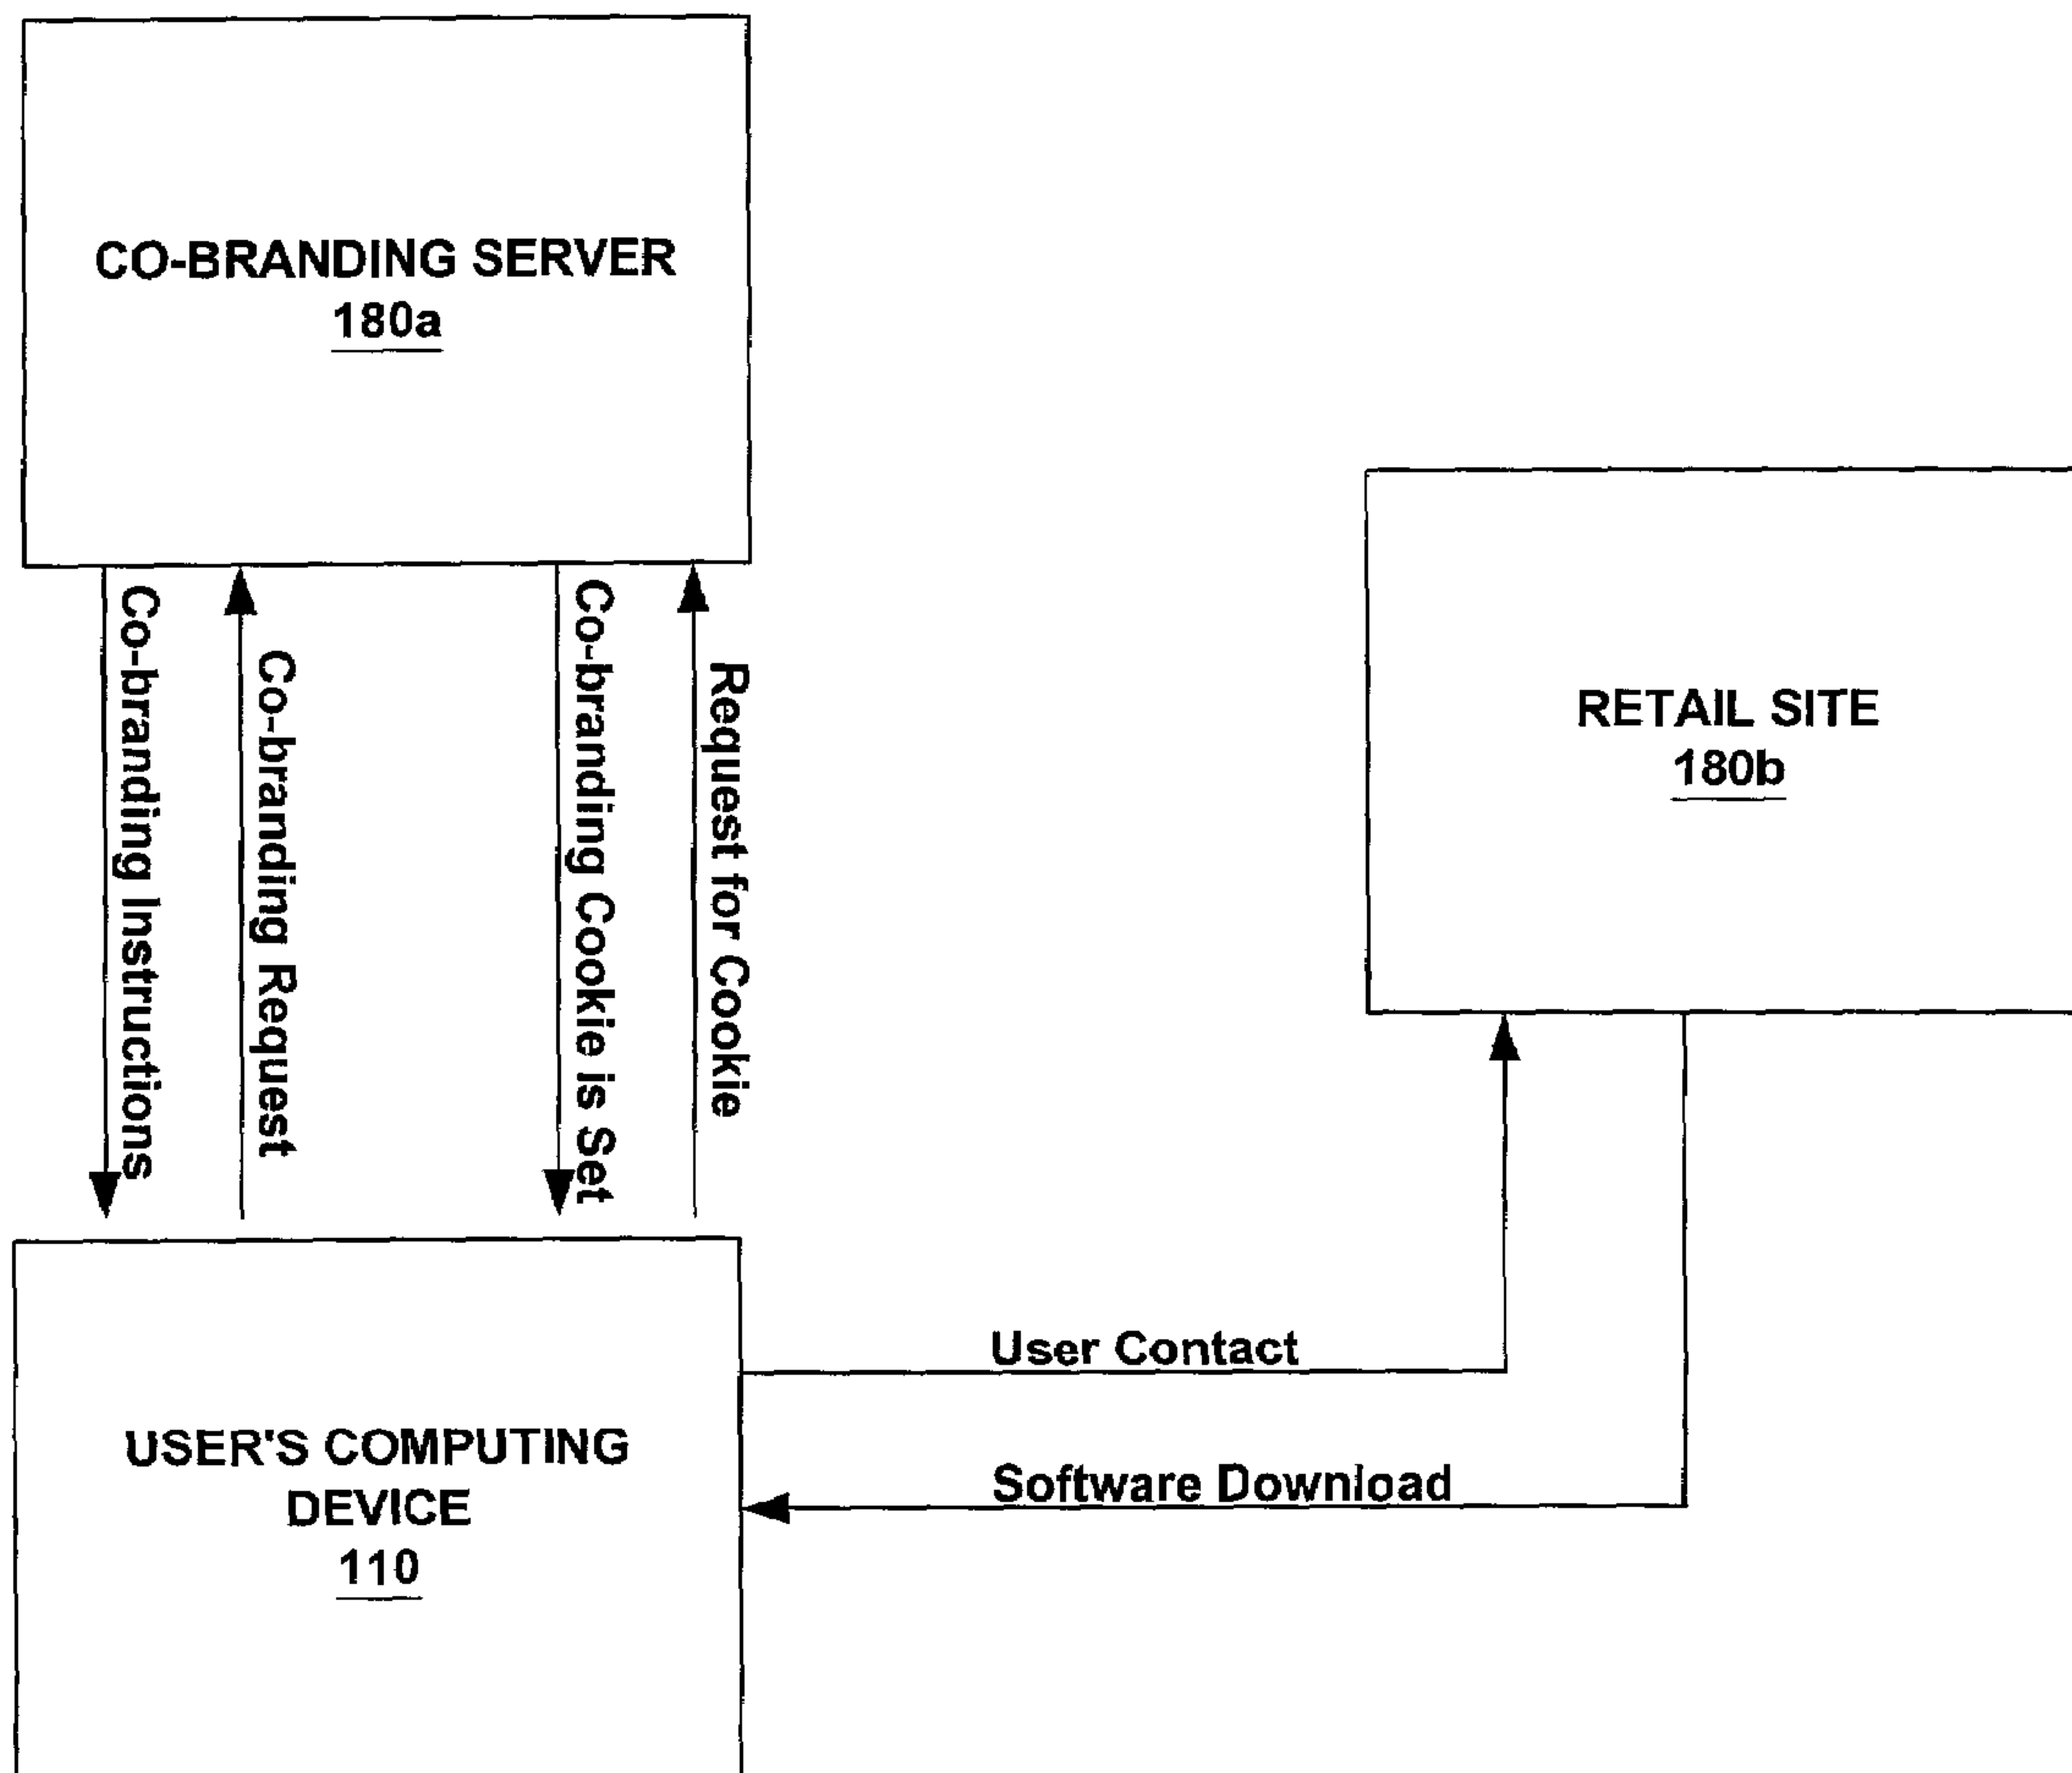 CO-BRANDING SERVER
180a
RETAIL SITE
180b
Co-branding Instructions
Co-branding Request
Co-branding Cookie is Set
Request for Cookie
User Contact
Software Download
USER'S COMPUTING
DEVICE
110